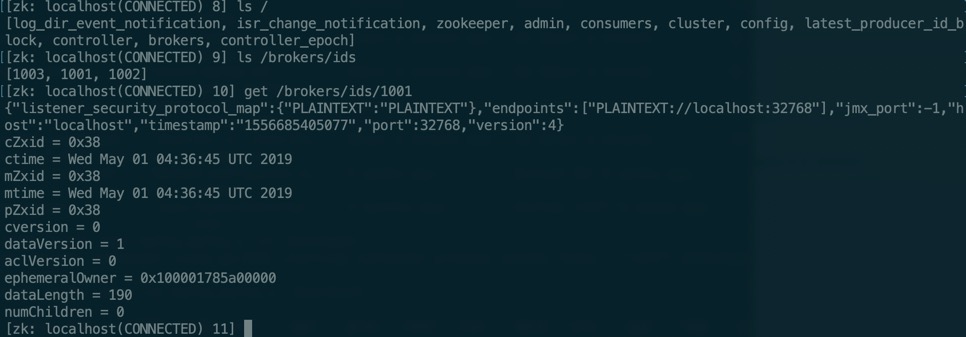 [[zk: localhost(CONNECTED) 8] ls /
[log_dir_event_notification, isr_change_notification, zookeeper, admin, consumers, cluster, config, latest_producer_id_b
lock, controller, brokers, controller_epoch]
[[zk: localhost(CONNECTED) 9] ls /brokers/ids
[1003, 1001, 1002]
[[zk: localhost(CONNECTED) 10] get /brokers/ids/1001
{"listener_security_protocol_map":{"PLAINTEXT":"PLAINTEXT"},"endpoints":["PLAINTEXT://localhost:32768"],"jmx_port":-1,"h
ost":"localhost","timestamp":"1556685405077","port":32768,"version":4}
cZxid = 0x38
ctime = Wed May 01 04:36:45 UTC 2019
mZxid = 0x38
mtime = Wed May 01 04:36:45 UTC 2019
pZxid = 0x38
cversion = 0
dataVersion = 1
aclVersion = 0
ephemeralOwner = 0x100001785a00000
dataLength = 190
numChildren = 0
[zk: localhost(CONNECTED) 11]